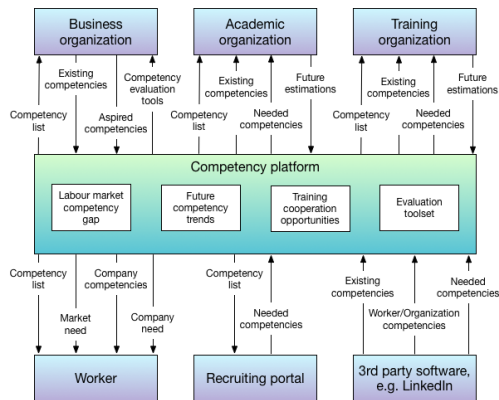 Business
organization
Academic
organization
Training
organization
Existing
competencies
Competency
evaluation
tools
Existing
competencies
Future
estimations
Existing
competencies
Future
estimations
Competency
list
Aspired
competencies
Competency
list
Needed
competencies
Competency
list
Needed
competencies
Competency platform
Labour market
competency
gap
Future
competency
trends
Training
cooperation
opportunities
Evaluation
toolset
Competency
list
Company
competencies
Competency
list
Existing
competencies
Needed
competencies
Market
need
Company
need
Needed
competencies
Worker/Organization
competencies
Worker
Recruiting portal
3rd party software,
e.g. LinkedIn